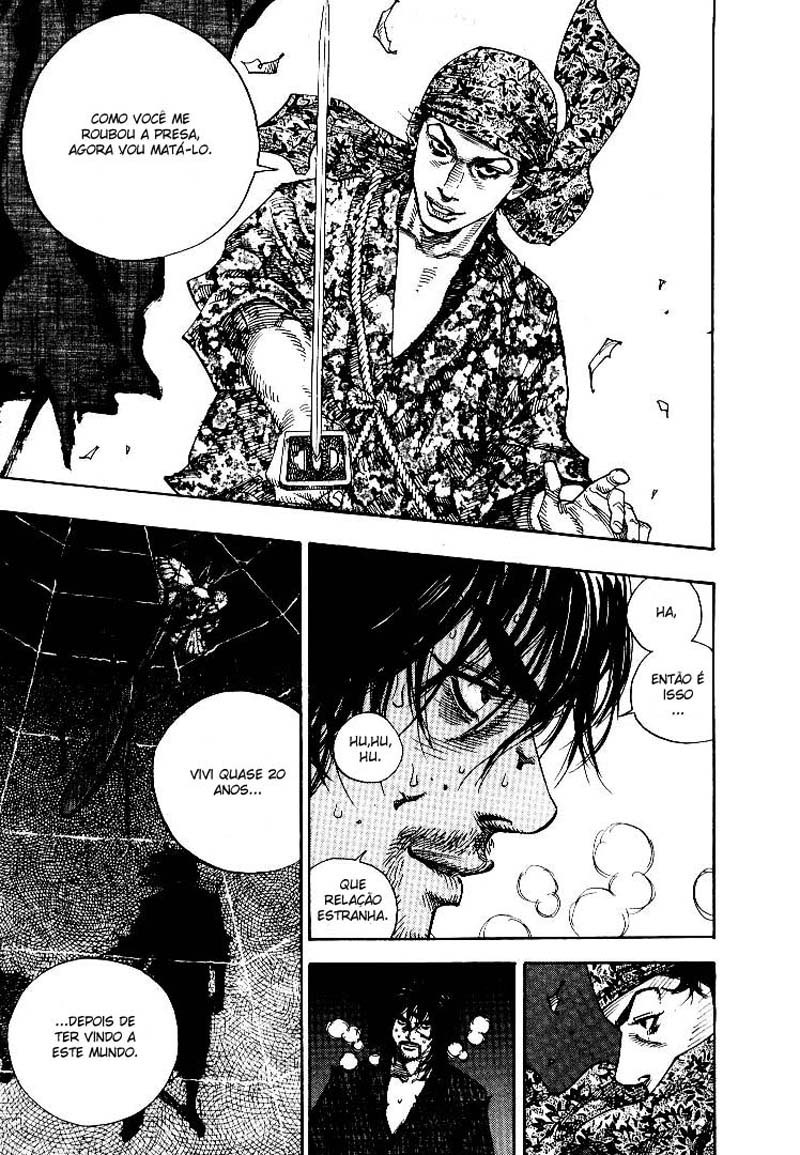 COMO VOCÊ ME
ROUBOU A PRESA,
AGORA VOU MATÁ-LO.
HA,
ENTÃO É
ISSO
...
HU,HU,
HU.
QUE
RELAÇÃO
ESTRANHA.
VIVI QUASE 20
ANOS...
...DEPOIS DE
TER VINDO A
ESTE MUNDO.